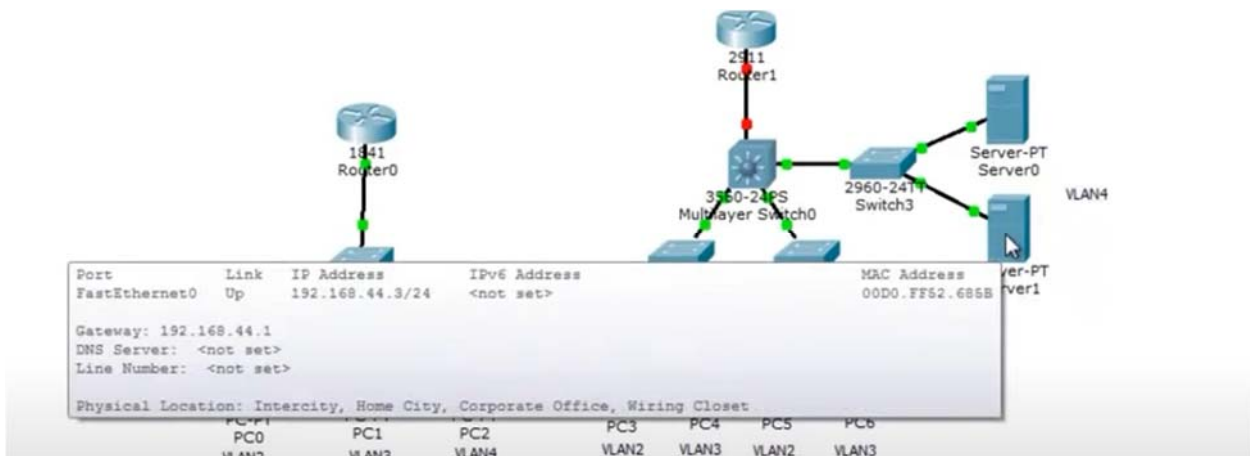 2911
Router1
1841
Router0
Server-PT
Server0
2960-24TT
Switch3
VLAN4
3560-24PS
Multilayer Switch0
Port Link IP Address IPv6 Address MAC Address
FastEthernet0 Up 192.168.44.3/24 <not set> 00D0.FF52.685B
Gateway: 192.168.44.1
DNS Server: <not set>
Line Number: <not set>
Physical Location: Intercity, Home City, Corporate Office, Wiring Closet
PC0 PC1 PC2 PC3 PC4 PC5 PC6
VLAN3 VLAN4 VLAN2 VLAN3 VLAN2 VLAN3